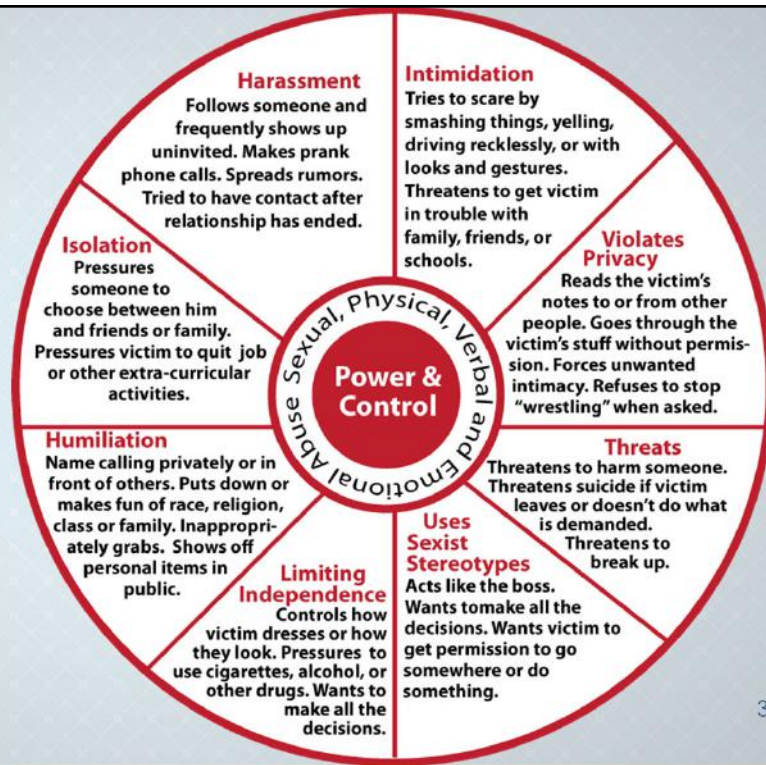 Harassment
Follows someone and
frequently shows up
uninvited. Makes prank
phone calls. Spreads rumors.
Tried to have contact after
relationship has ended.
Intimidation
Tries to scare by
smashing things, yelling,
driving recklessly, or with
looks and gestures.
Threatens to get victim
in trouble with
family, friends, or
schools.
Violates
Privacy
Reads the victim's
notes to or from other
people. Goes through the
victim's stuff without permis-
sion. Forces unwanted
intimacy. Refuses to stop
"wrestling" when asked.
Threats
Threatens to harm someone.
Threatens suicide if victim
leaves or doesn't do what
is demanded.
Threatens to
break up.
Uses
Sexist
Stereotypes
Acts like the boss.
Wants tomake all the
decisions. Wants victim to
get permission to go
somewhere or do
something.
Limiting
Independence
Controls how
victim dresses or how
they look. Pressures to
use cigarettes, alcohol, or
other drugs. Wants to
make all the
decisions.
Humiliation
Name calling privately or in
front of others. Puts down or
makes fun of race, religion,
class or family. Inappropri-
ately grabs. Shows off
personal items in
public.
Isolation
Pressures
someone to
choose between him
and friends or family.
Pressures victim to quit job
or other extra-curricular
activities.
Sexual, Physical, Verbal and Emotional Abuse
Power &
Control
3